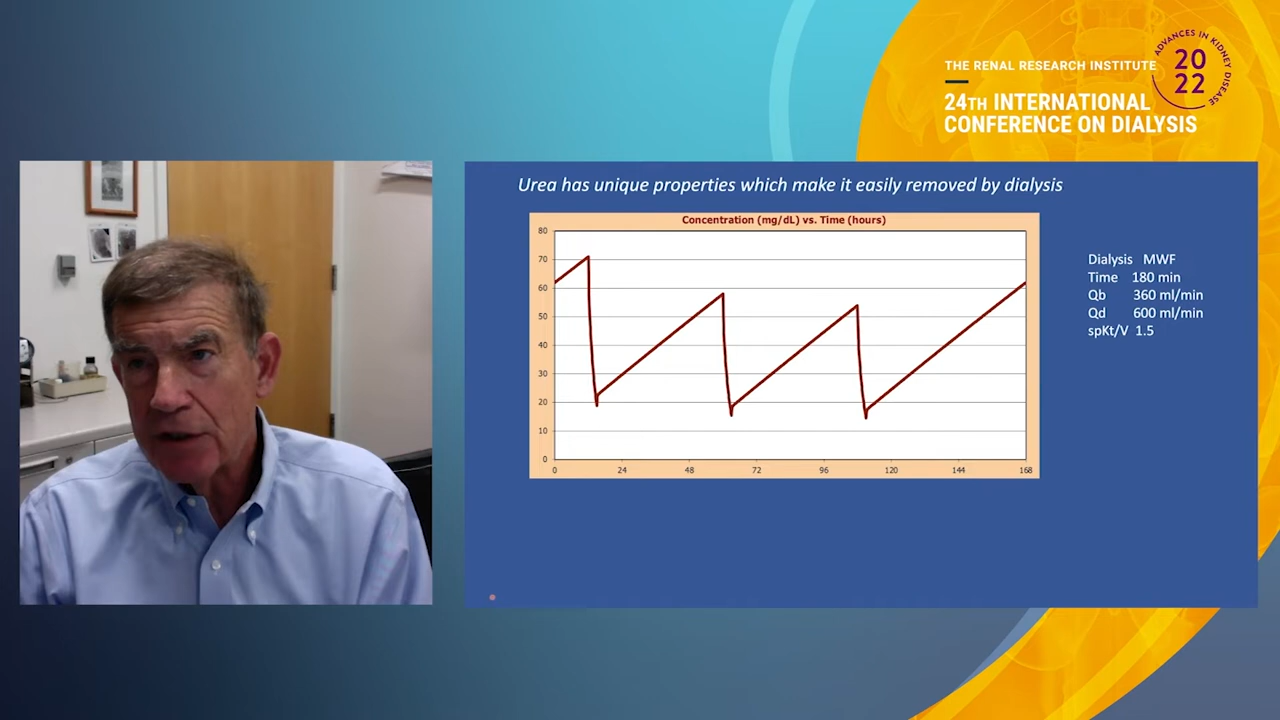 THE RENAL RESEARCH INSTITUTE
24TH INTERNATIONAL
CONFERENCE ON DIALYSIS
ADVANCES IN KIDNEY DISEASE
20
22
Urea has unique properties which make it easily removed by dialysis
Concentration (mg/dL) vs. Time (hours)
80
70
60
50
40
30
20
10
0
0 24 48 72 96 120 144 168
Dialysis MWF
Time 180 min
Qb 360 ml/min
Qd 600 ml/min
spKt/V 1.5